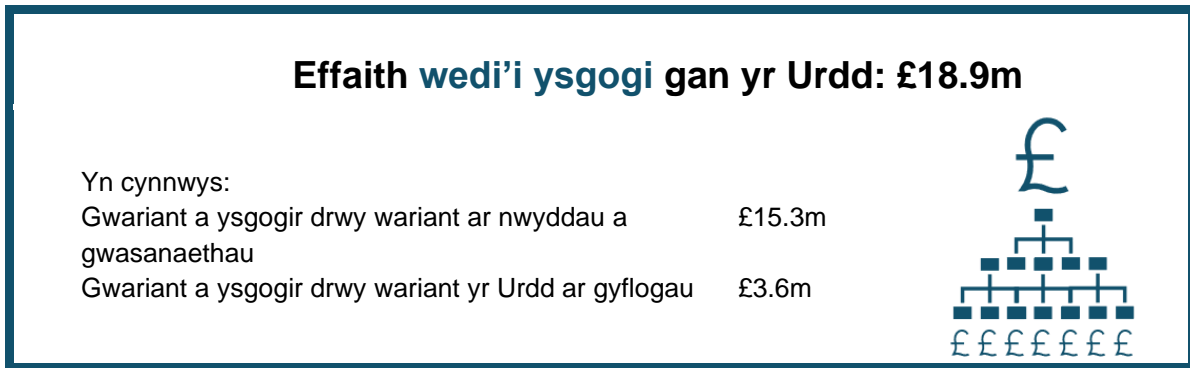 Effaith wedi’i ysgogi gan yr Urdd: £18.9m
£
Yn cynnwys:
Gwariant a ysgogir drwy wariant ar nwyddau a £15.3m
gwasanaethau
Gwariant a ysgogir drwy wariant yr Urdd ar gyflogau £3.6m
£ £ £ £ £ £ £